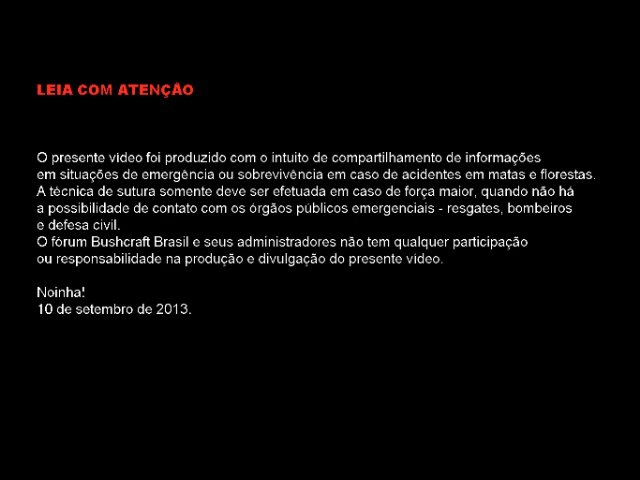 LEIA COM ATENÇÃO
O presente vídeo foi produzido com o intuito de compartilhamento de informações
em situações de emergência ou sobrevivência em caso de acidentes em matas e florestas.
A técnica de sutura somente deve ser efetuada em caso de força maior, quando não há
a possibilidade de contato com os órgãos públicos emergenciais - resgates, bombeiros
e defesa civil.
O fórum Bushcraft Brasil e seus administradores não tem qualquer participação
ou responsabilidade na produção e divulgação do presente vídeo.
Noinha!
10 de setembro de 2013.